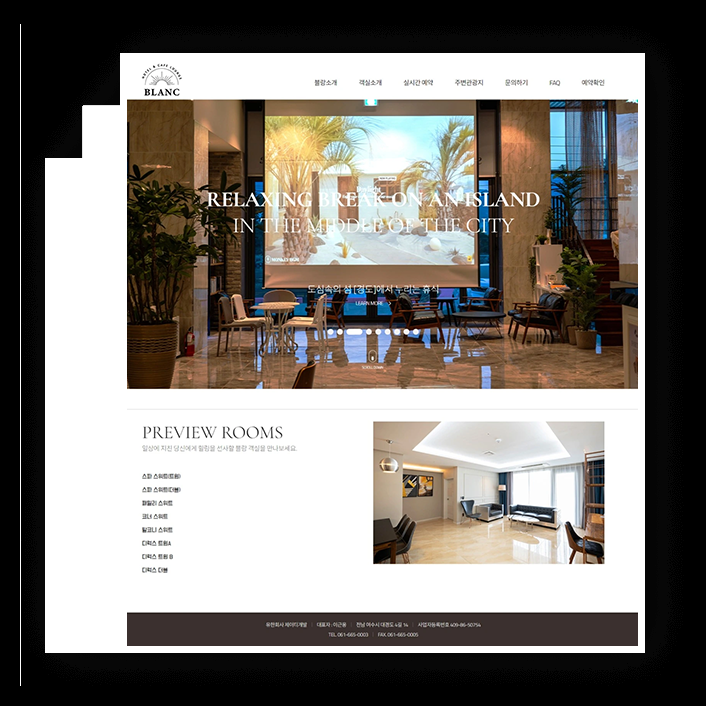 HOTEL & CAFE LOUNGE
BLANC
블랑소개 객실소개 실시간 예약 주변관광지 문의하기 FAQ 예약확인
RELAXING BREAK ON AN ISLAND
IN THE MIDDLE OF THE CITY
도심속의 섬 [경도]에서 누리는 휴식
LEARN MORE
SCROLL DOWN
PREVIEW ROOMS
일상에 지친 당신에게 힐링을 선사할 블랑 객실을 만나보세요.
스파 스위트(트윈)
스파 스위트(더블)
패밀리 스위트
코너 스위트
발코니 스위트
디럭스 트윈A
디럭스 트윈 B
디럭스 더블
유한회사 제이티개발 | 대표자 : 이근용 | 전남 여수시 대경도 4길 14 | 사업자등록번호 409-86-50754
TEL. 061-665-0003 | FAX. 061-665-0005